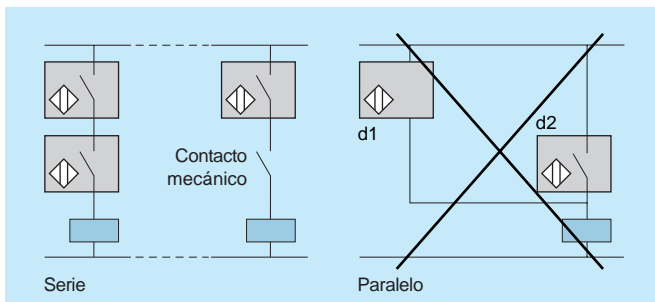 d1
d2
Contacto
mecánico
Serie
Paralelo